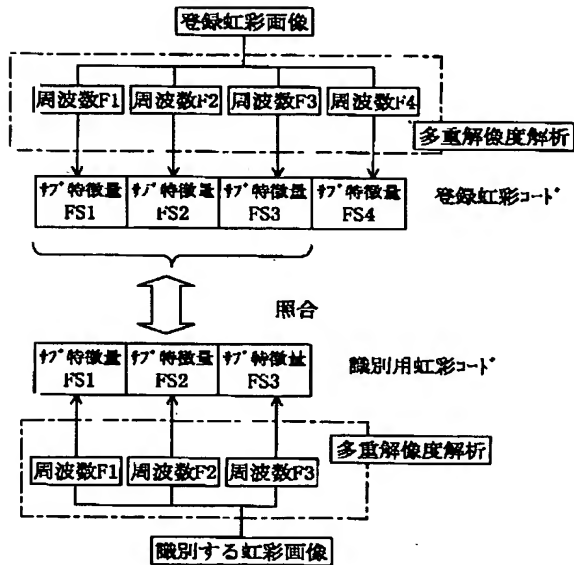 登録虹彩画像
周波数F1 周波数F2 周波数F3 周波数F4
多重解像度解析
ｻﾌﾞ特徴量 ｻﾌﾞ特徴量 ｻﾌﾞ特徴量 ｻﾌﾞ特徴量
FS1 FS2 FS3 FS4
登録虹彩ｺｰﾄﾞ
照合
ｻﾌﾞ特徴量 ｻﾌﾞ特徴量 ｻﾌﾞ特徴量
FS1 FS2 FS3
識別用虹彩ｺｰﾄﾞ
多重解像度解析
周波数F1 周波数F2 周波数F3
識別する虹彩画像